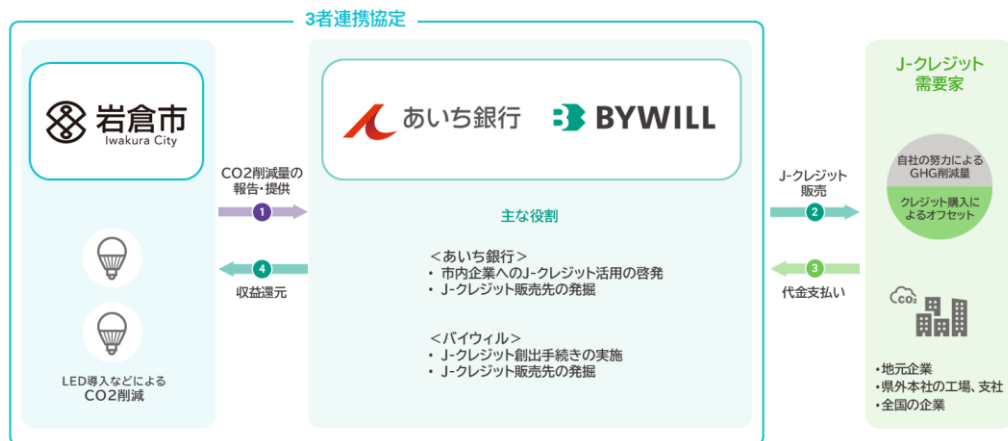 3者連携協定
岩倉市
Iwakura City
LED導入などによる
CO2削減
CO2削減量の
報告・提供
1
4
収益還元
あいち銀行
BYWILL
主な役割
＜あいち銀行＞
・ 市内企業へのJ-クレジット活用の啓発
・ J-クレジット販売先の発掘
＜バイウィル＞
・ J-クレジット創出手続きの実施
・ J-クレジット販売先の発掘
J-クレジット
販売
2
3
代金支払い
J-クレジット
需要家
自社の努力による
GHG削減量
クレジット購入に
よるオフセット
CO2
・地元企業
・県外本社の工場、支社
・全国の企業